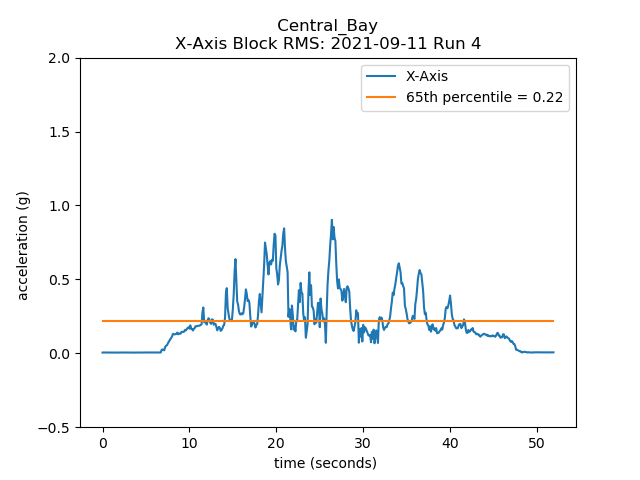 Central_Bay
X-Axis Block RMS: 2021-09-11 Run 4
X-Axis
65th percentile = 0.22
acceleration (g)
2.0
1.5
1.0
0.5
0.0
−0.5
0 10 20 30 40 50
time (seconds)